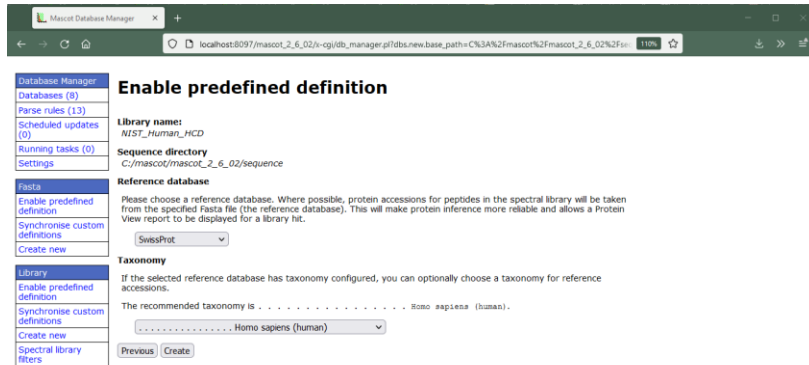 Mascot Database Manager
localhost:8097/mascot_2_6_02/x-cgi/db_manager.pl?dbs.new.base_path=C%3A%2Fmascot%2Fmascot_2_6_02%2Fse
110%
Database Manager
Databases (8)
Parse rules (13)
Scheduled updates
(0)
Running tasks (0)
Settings
Fasta
Enable predefined
definition
Synchronise custom
definitions
Create new
Library
Enable predefined
definition
Synchronise custom
definitions
Create new
Spectral library
filters
Enable predefined definition
Library name:
NIST_Human_HCD
Sequence directory
C:/mascot/mascot_2_6_02/sequence
Reference database
Please choose a reference database. Where possible, protein accessions for peptides in the spectral library will be taken
from the specified Fasta file (the reference database). This will make protein inference more reliable and allows a Protein
View report to be displayed for a library hit.
SwissProt
Taxonomy
If the selected reference database has taxonomy configured, you can optionally choose a taxonomy for reference
accessions.
The recommended taxonomy is . . . . . . . . . . . . . . . . Homo sapiens (human).
. . . . . . . . . . . . . . . . Homo sapiens (human)
Previous Create